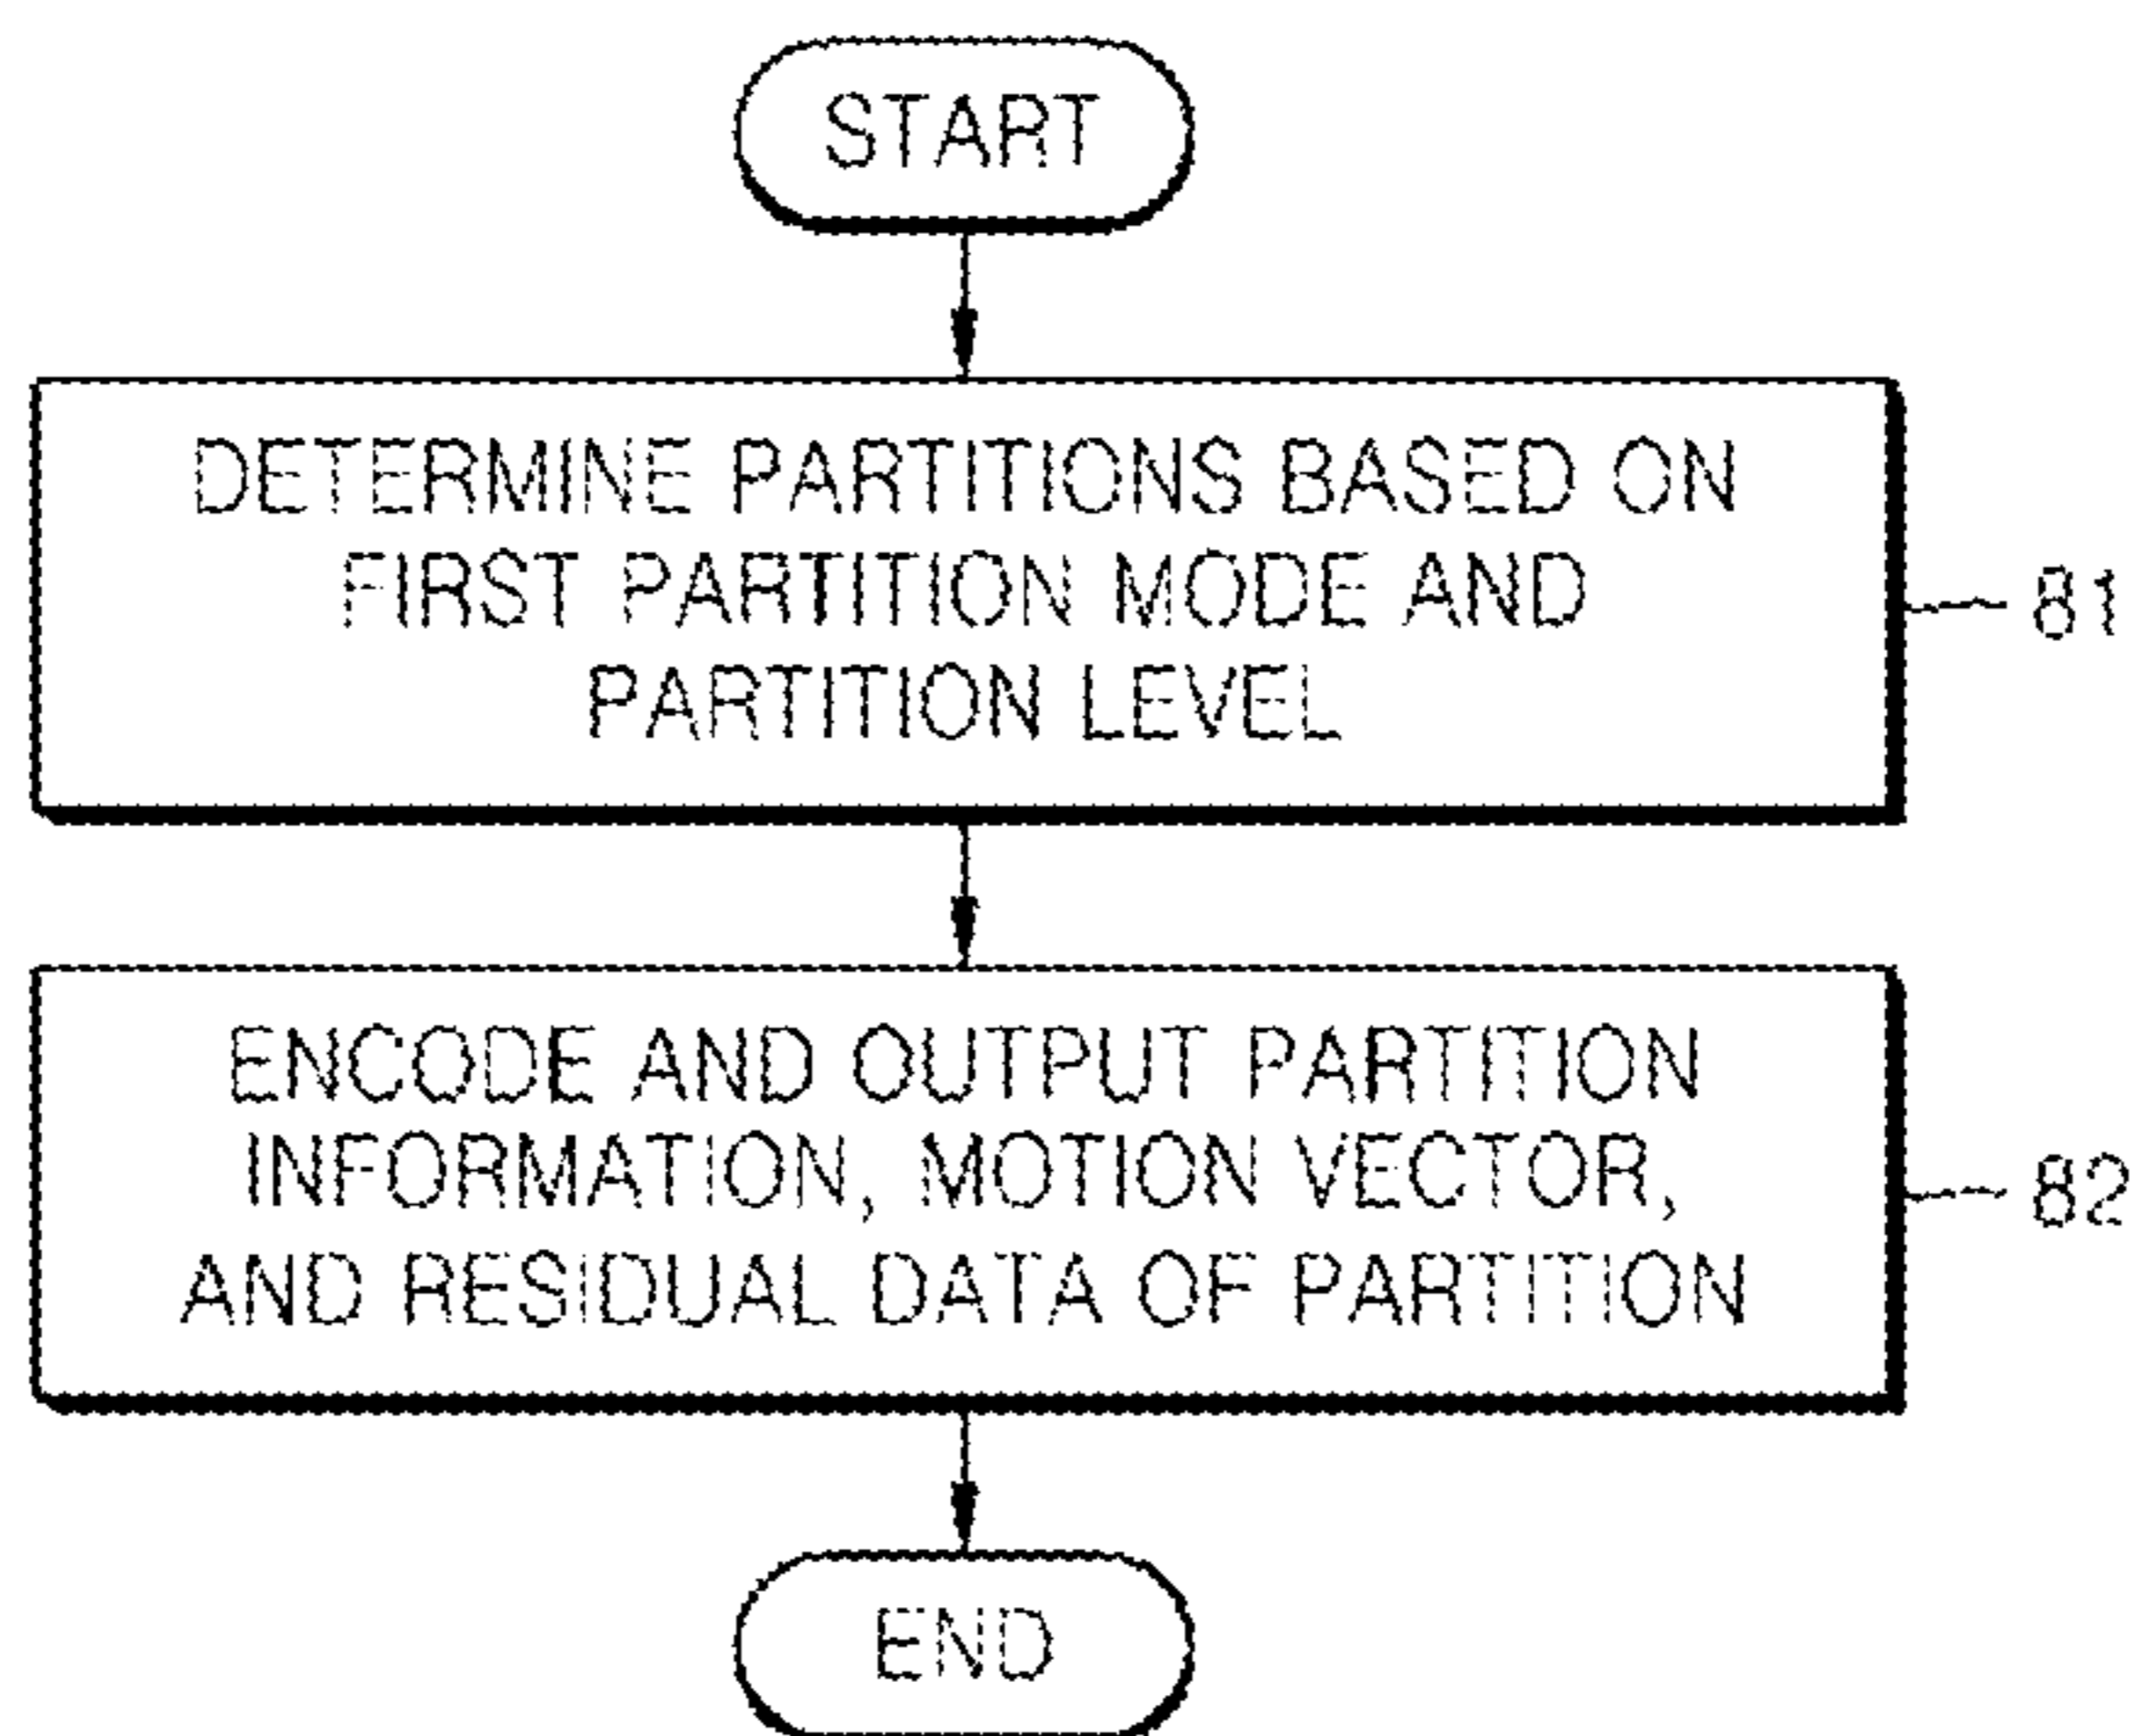 START
DETERMINE PARTITIONS BASED ON
FIRST PARTITION MODE AND
PARTITION LEVEL
81
ENCODE AND OUTPUT PARTITION
INFORMATION, MOTION VECTOR,
AND RESIDUAL DATA OF PARTITION
82
END